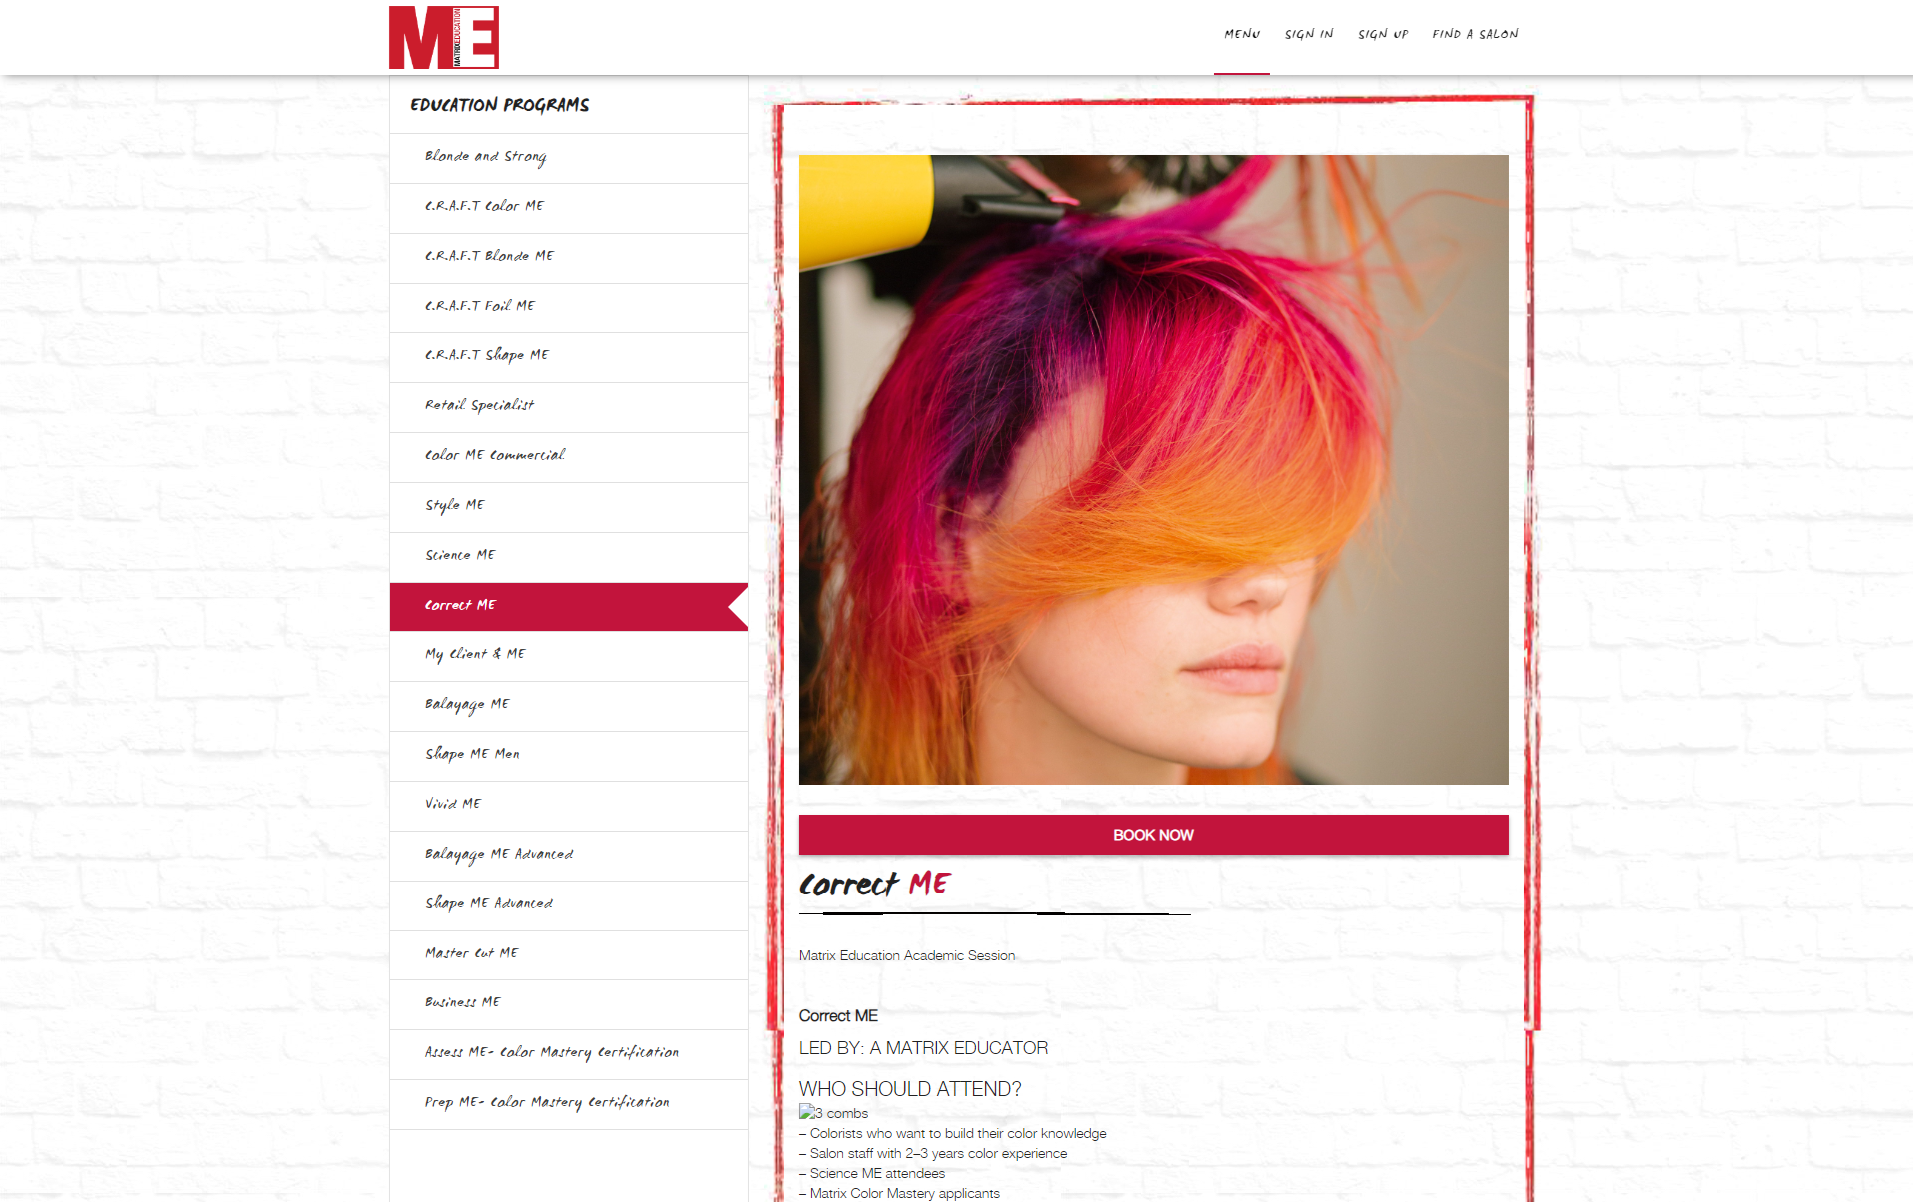 ME
MATRIX EDUCATION
MENU
SIGN IN
SIGN UP
FIND A SALON
EDUCATION PROGRAMS
Blonde and Strong
C.R.A.F.T Color ME
C.R.A.F.T Blonde ME
C.R.A.F.T Foil ME
C.R.A.F.T Shape ME
Retail Specialist
Color ME Commercial
Style ME
Science ME
Correct ME
My Client & ME
Balayage ME
Shape ME Men
Vivid ME
Balayage ME Advanced
Shape ME Advanced
Master Cut ME
Business ME
Assess ME- Color Mastery Certification
Prep ME- Color Mastery Certification
BOOK NOW
Correct ME
Matrix Education Academic Session
Correct ME
LED BY: A MATRIX EDUCATOR
WHO SHOULD ATTEND?
3 combs
– Colorists who want to build their color knowledge
– Salon staff with 2–3 years color experience
– Science ME attendees
– Matrix Color Mastery applicants